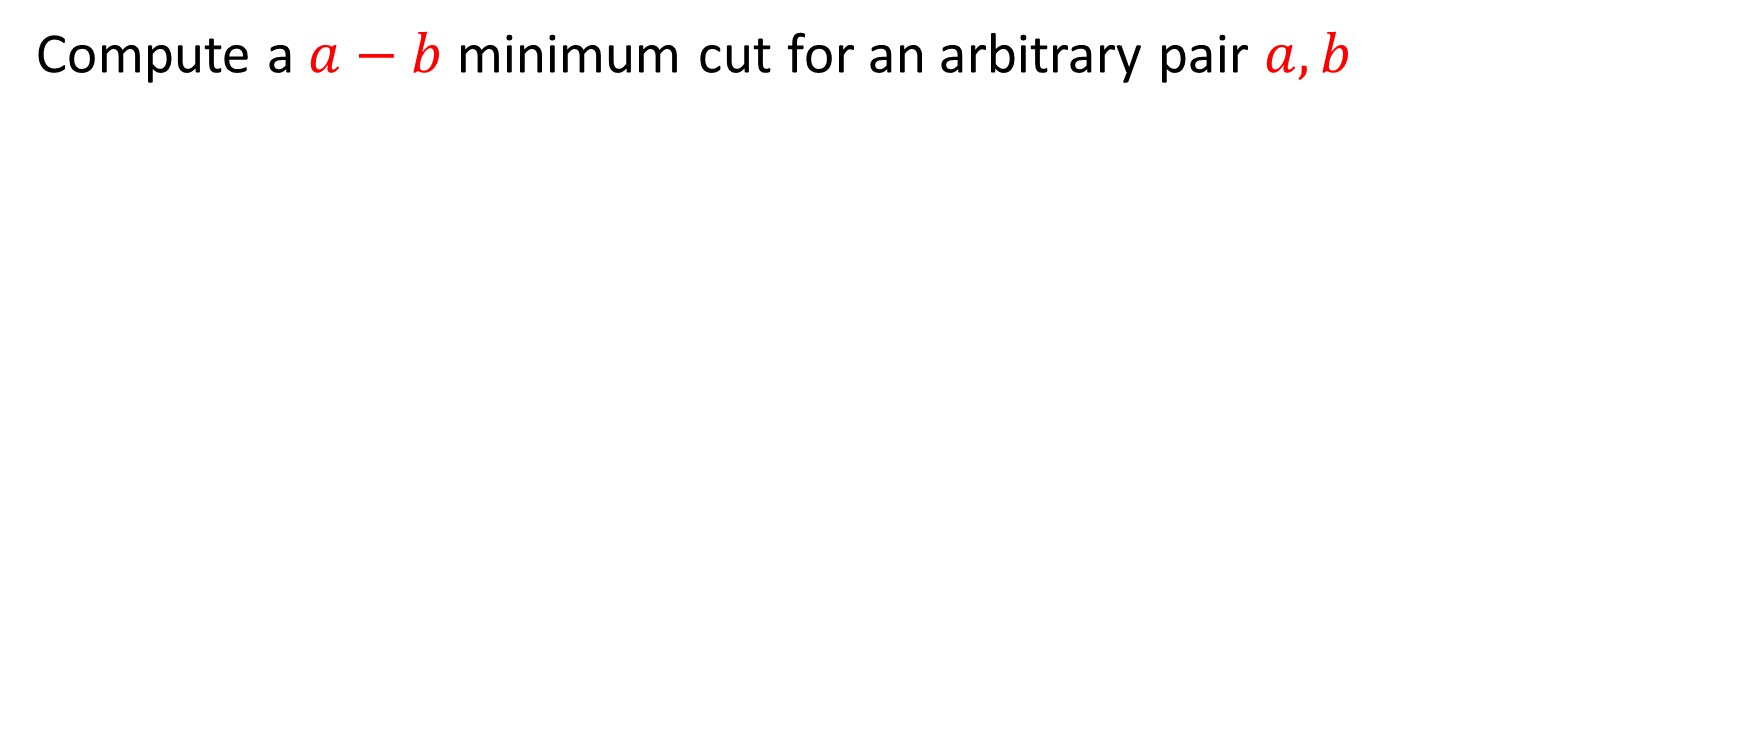 Compute a a − b minimum cut for an arbitrary pair a, b